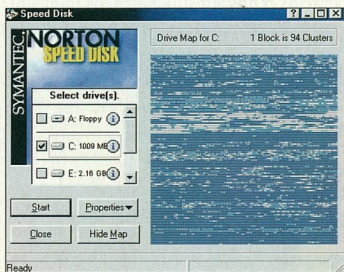 Speed Disk
SYMANTEC
NORTON
SPEED DISK
Select drive(s).
A: Floppy
C: 1009 MB
E: 2.16 GB
Start
Properties
Close
Hide Map
Drive Map for C:
1 Block is 94 Clusters
Ready